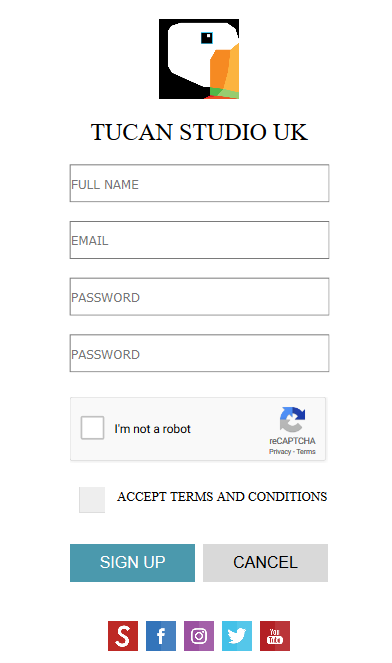 TUCAN STUDIO UK
FULL NAME
EMAIL
PASSWORD
PASSWORD
I'm not a robot
reCAPTCHA
Privacy - Terms
ACCEPT TERMS AND CONDITIONS
SIGN UP CANCEL
S f You Tube